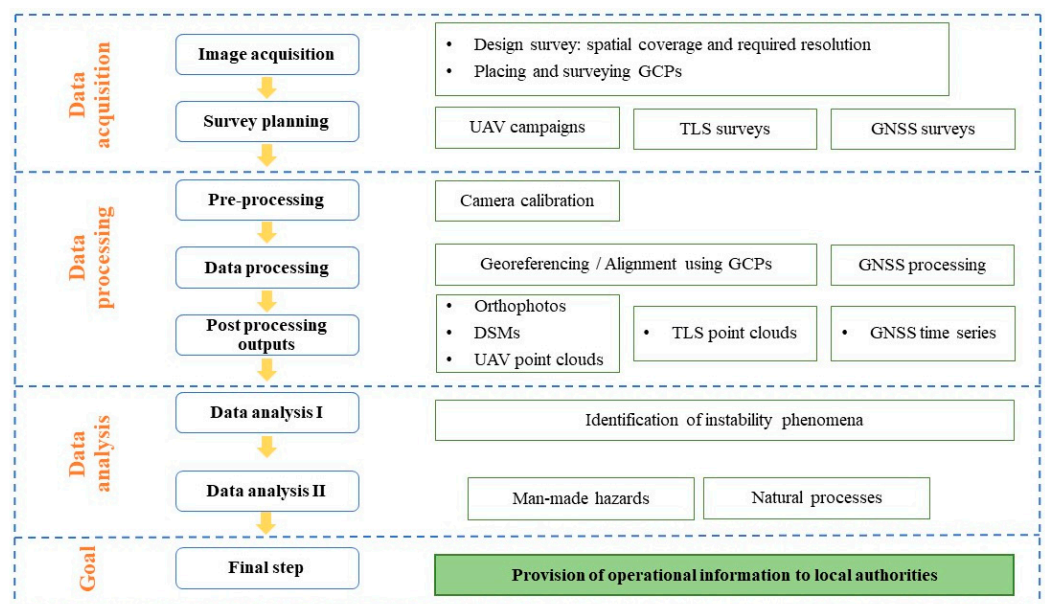 Data
acquisition
Image acquisition
• Design survey: spatial coverage and required resolution
• Placing and surveying GCPs
Survey planning
UAV campaigns
TLS surveys
GNSS surveys
Data
processing
Pre-processing
Camera calibration
Data processing
Georeferencing / Alignment using GCPs
GNSS processing
Post processing
outputs
• Orthophotos
• DSMs
• UAV point clouds
• TLS point clouds
• GNSS time series
Data
analysis
Data analysis I
Identification of instability phenomena
Data analysis II
Man-made hazards
Natural processes
Goal
Final step
Provision of operational information to local authorities